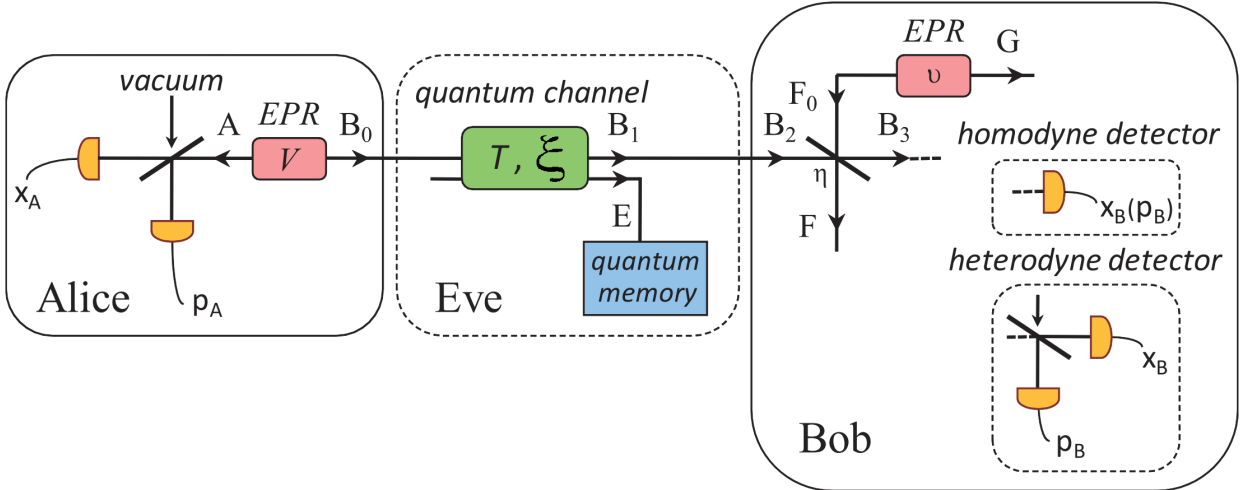 vacuum
EPR
A
B₀
V
x_A
p_A
Alice
quantum channel
T, ξ
B₁
E
quantum
memory
Eve
EPR
G
υ
F₀
B₂
B₃
η
F
homodyne detector
x_B(p_B)
heterodyne detector
x_B
p_B
Bob